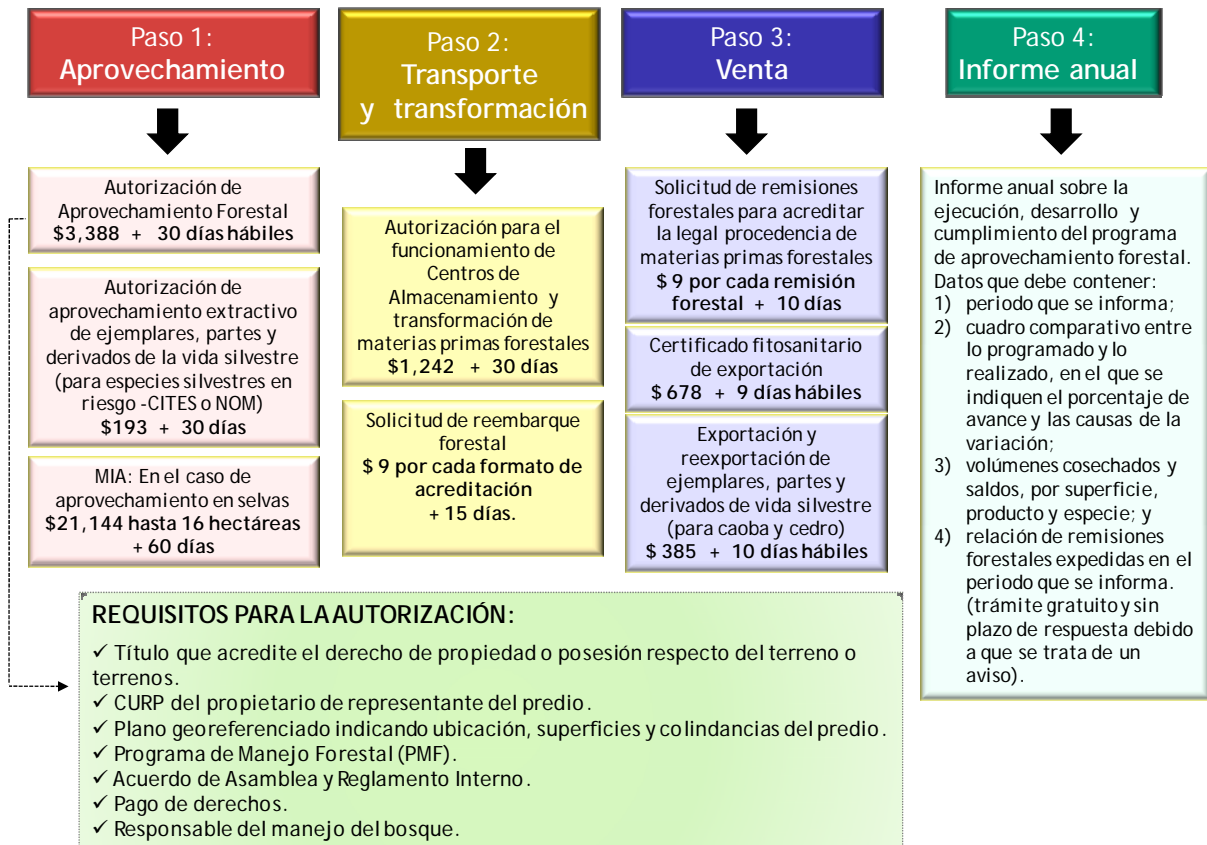 Paso 1:
Aprovechamiento
Autorización de
Aprovechamiento Forestal
$3,388 + 30 días hábiles
Autorización de
aprovechamiento extractivo
de ejemplares, partes y
derivados de la vida silvestre
(para especies silvestres en
riesgo -CITES o NOM)
$193 + 30 días
MIA: En el caso de
aprovechamiento en selvas
$21,144 hasta 16 hectáreas
+ 60 días
Paso 2:
Transporte
y transformación
Autorización para el
funcionamiento de
Centros de
Almacenamiento y
transformación de
materias primas forestales
$1,242 + 30 días
Solicitud de reembarque
forestal
$ 9 por cada formato de
acreditación
+ 15 días.
Paso 3:
Venta
Solicitud de remisiones
forestales para acreditar
la legal procedencia de
materias primas forestales
$ 9 por cada remisión
forestal + 10 días
Certificado fitosanitario
de exportación
$ 678 + 9 días hábiles
Exportación y
reexportación de
ejemplares, partes y
derivados de vida silvestre
(para caoba y cedro)
$ 385 + 10 días hábiles
Paso 4:
Informe anual
Informe anual sobre la
ejecución, desarrollo y
cumplimiento del programa
de aprovechamiento forestal.
Datos que debe contener:
1) periodo que se informa;
2) cuadro comparativo entre
lo programado y lo
realizado, en el que se
indiquen el porcentaje de
avance y las causas de la
variación;
3) volúmenes cosechados y
saldos, por superficie,
producto y especie; y
4) relación de remisiones
forestales expedidas en el
periodo que se informa.
(trámite gratuito y sin
plazo de respuesta debido
a que se trata de un
aviso).
REQUISITOS PARA LA AUTORIZACIÓN:
✓ Título que acredite el derecho de propiedad o posesión respecto del terreno o
terrenos.
✓ CURP del propietario de representante del predio.
✓ Plano georeferenciado indicando ubicación, superficies y colindancias del predio.
✓ Programa de Manejo Forestal (PMF).
✓ Acuerdo de Asamblea y Reglamento Interno.
✓ Pago de derechos.
✓ Responsable del manejo del bosque.